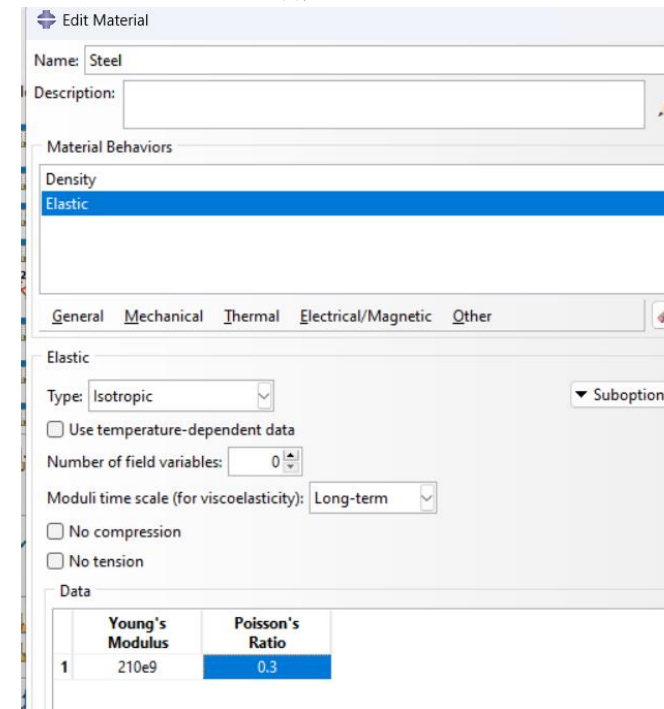 Edit Material
Name: Steel
Description:
Material Behaviors
Density
Elastic
General Mechanical Thermal Electrical/Magnetic Other
Elastic
Type: Isotropic
▼ Suboption
Use temperature-dependent data
Number of field variables: 0
Moduli time scale (for viscoelasticity): Long-term
No compression
No tension
Data
Young's Poisson's
Modulus Ratio
1 210e9 0.3